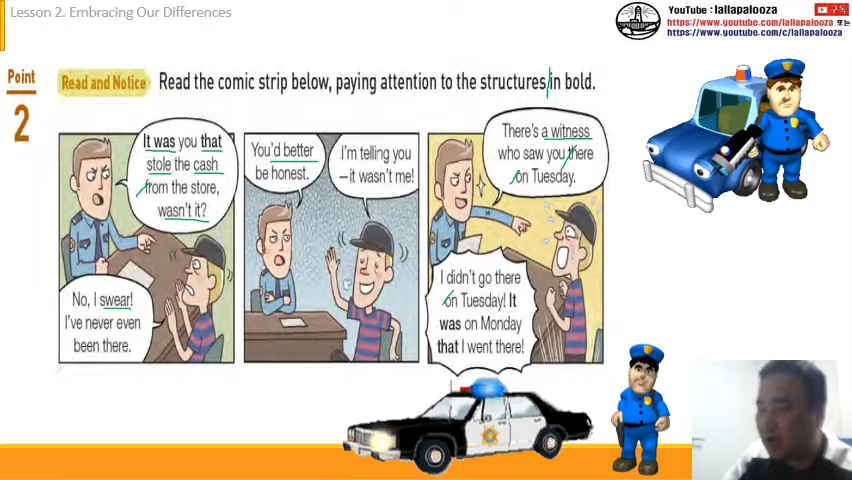 Lesson 2. Embracing Our Differences
YouTube : lallapalooza
구독
https://www.youtube.com/lallapalooza 또는
https://www.youtube.com/c/lallapalooza
Point
2
Read and Notice
Read the comic strip below, paying attention to the structures in bold.
It was you that
stole the cash
from the store,
wasn't it?
No, I swear!
I've never even
been there.
You'd better
be honest.
I'm telling you
—it wasn't me!
There's a witness
who saw you there
on Tuesday.
I didn't go there
on Tuesday! It
was on Monday
that I went there!